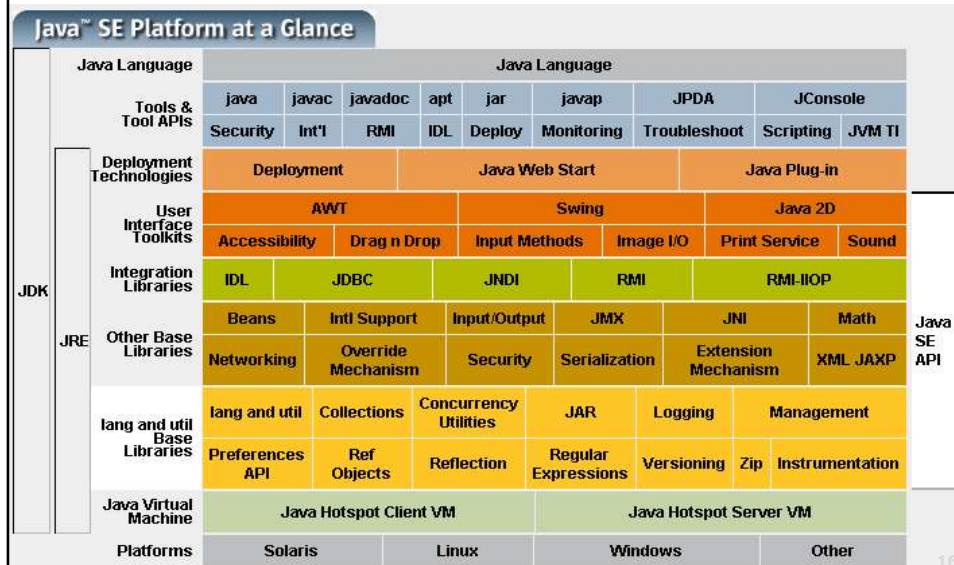 Java™ SE Platform at a Glance
Java Language
Java Language
Tools &
Tool APIs
java javac javadoc apt jar javap JPDA JConsole
Security Int'l RMI IDL Deploy Monitoring Troubleshoot Scripting JVM TI
Deployment
Technologies
Deployment Java Web Start Java Plug-in
User
Interface
Toolkits
AWT Swing Java 2D
Accessibility Drag n Drop Input Methods Image I/O Print Service Sound
Integration
Libraries
IDL JDBC JNDI RMI RMI-IIOP
JDK
JRE
Other Base
Libraries
Beans Intl Support Input/Output JMX JNI Math
Networking Override
Mechanism Security Serialization Extension
Mechanism XML JAXP
Java
SE
API
lang and util
Base
Libraries
lang and util Collections Concurrency
Utilities JAR Logging Management
Preferences
API Ref
Objects Reflection Regular
Expressions Versioning Zip Instrumentation
Java Virtual
Machine
Java Hotspot Client VM Java Hotspot Server VM
Platforms
Solaris Linux Windows Other
16